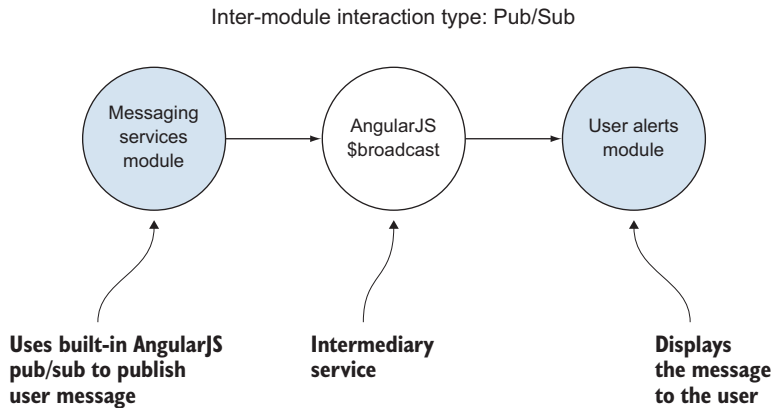 Inter-module interaction type: Pub/Sub
Messaging
services
module
AngularJS
$broadcast
User alerts
module
Uses built-in AngularJS
pub/sub to publish
user message
Intermediary
service
Displays
the message
to the user